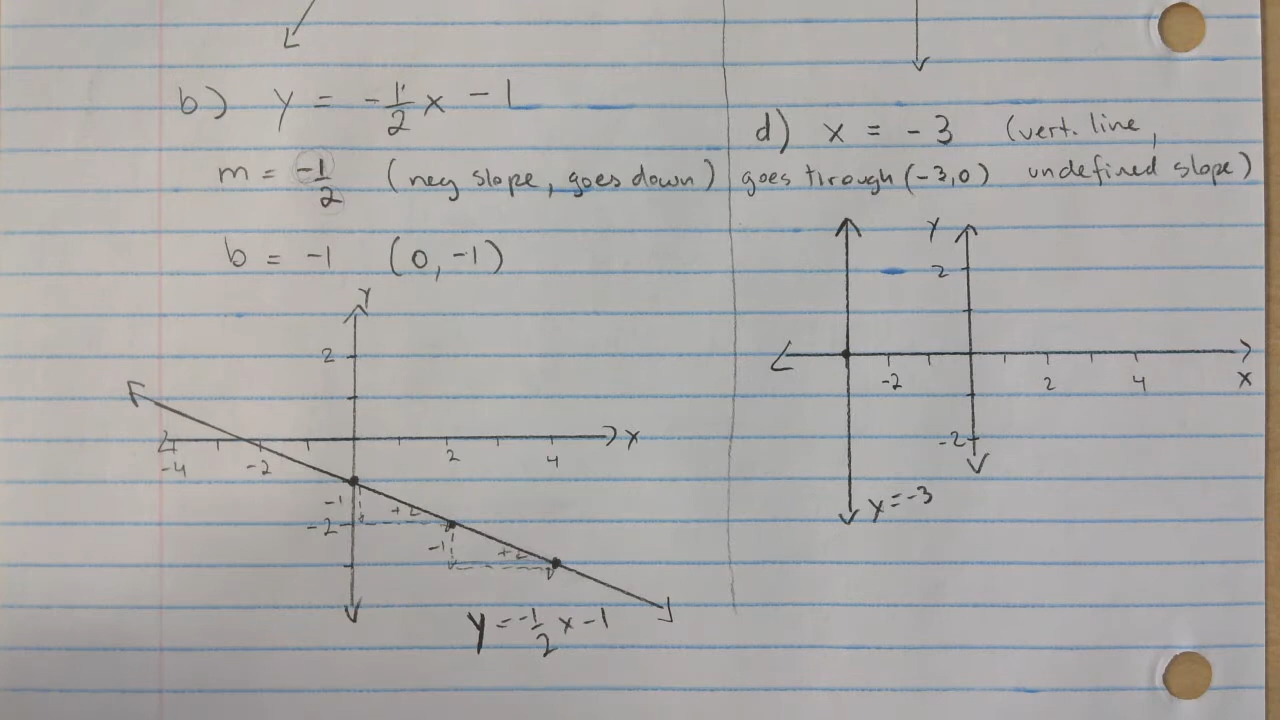 b) y = -1/2 x - 1
m = -1/2 (neg slope, goes down)
b = -1 (0, -1)
y
2
x
-4 -2 2 4
-1 +2
-2
-1 +2
y = -1/2 x - 1
d) x = -3 (vert. line,
goes through (-3,0) undefined slope)
y
2
-2 2 4 x
-2
x = -3